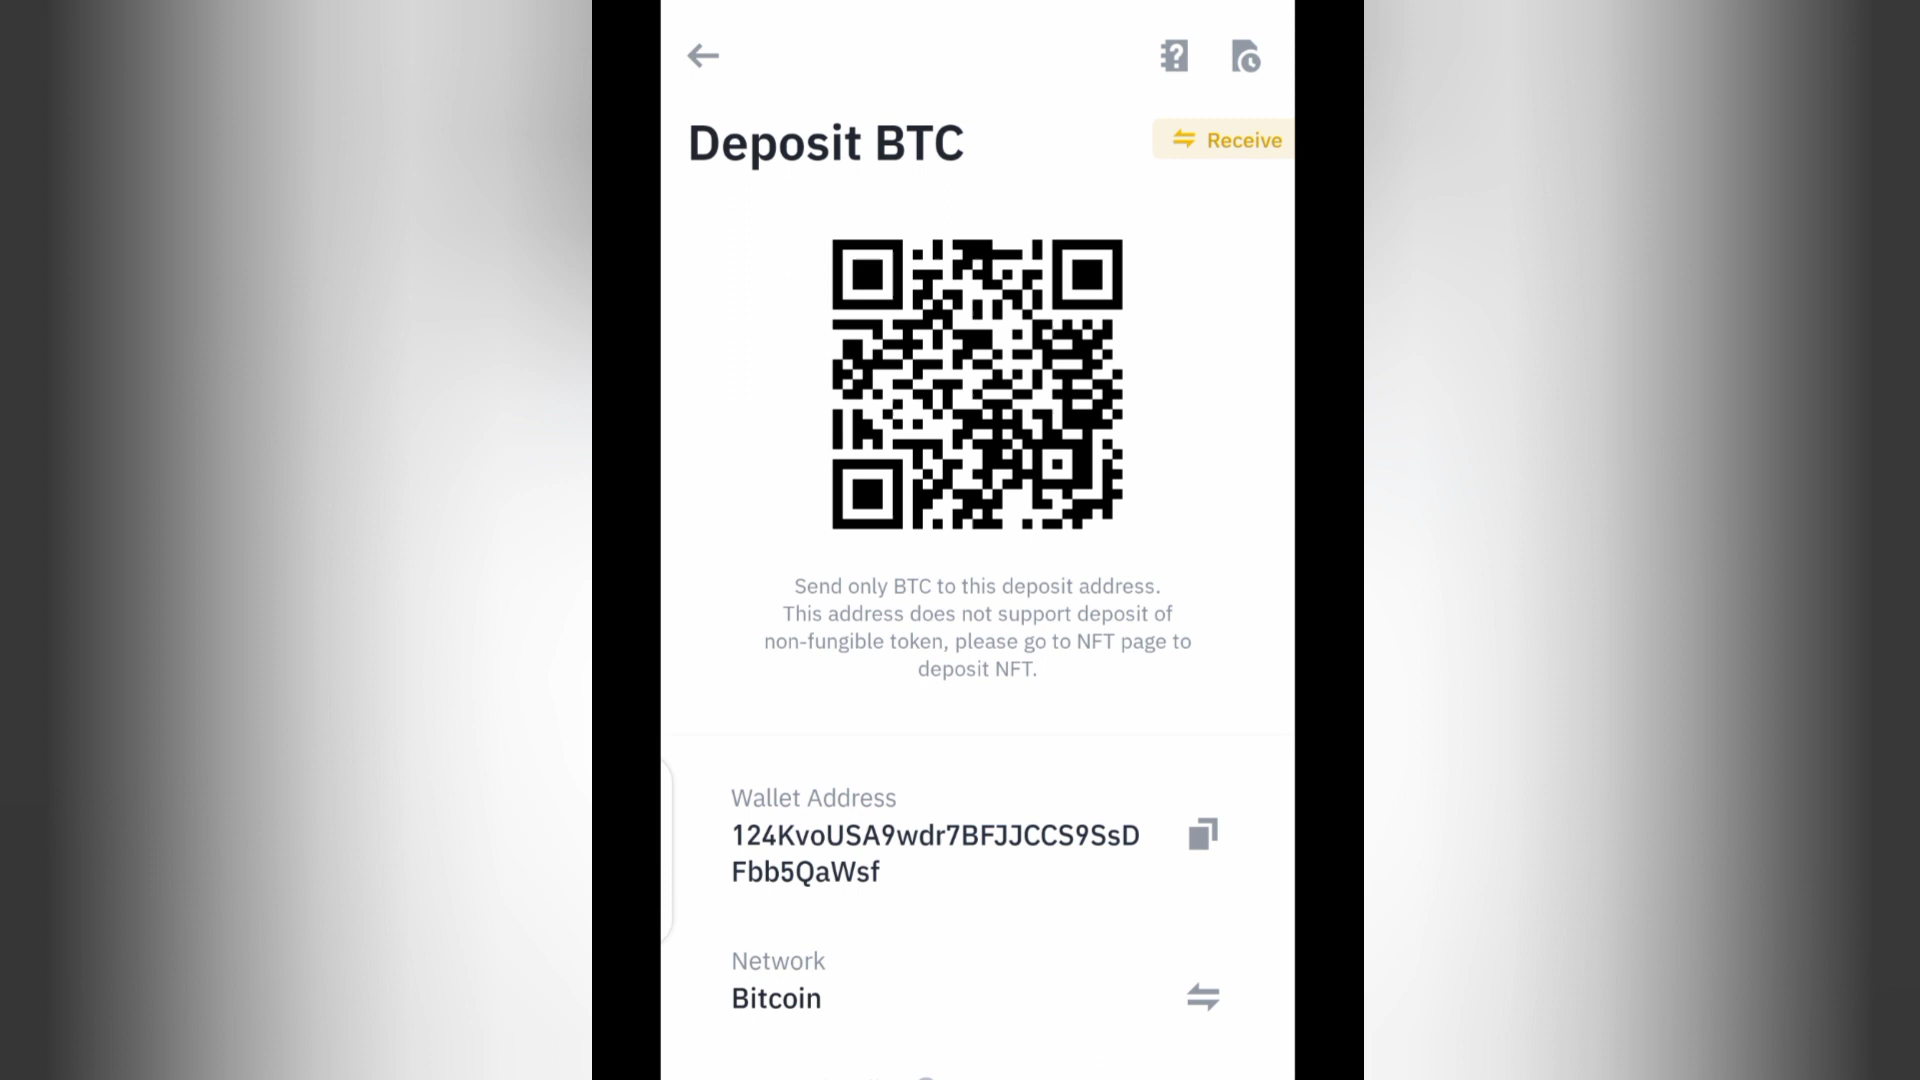 Deposit BTC
Receive
Send only BTC to this deposit address.
This address does not support deposit of
non-fungible token, please go to NFT page to
deposit NFT.
Wallet Address
124KvoUSA9wdr7BFJJCCS9SsD
Fbb5QaWsf
Network
Bitcoin